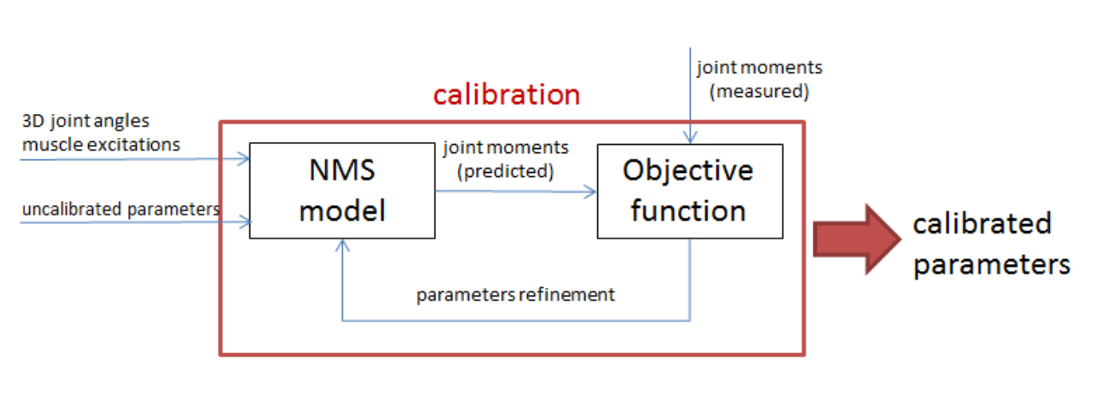 joint moments
(measured)
calibration
3D joint angles
muscle excitations
uncalibrated parameters
NMS
model
joint moments
(predicted)
Objective
function
calibrated
parameters
parameters refinement